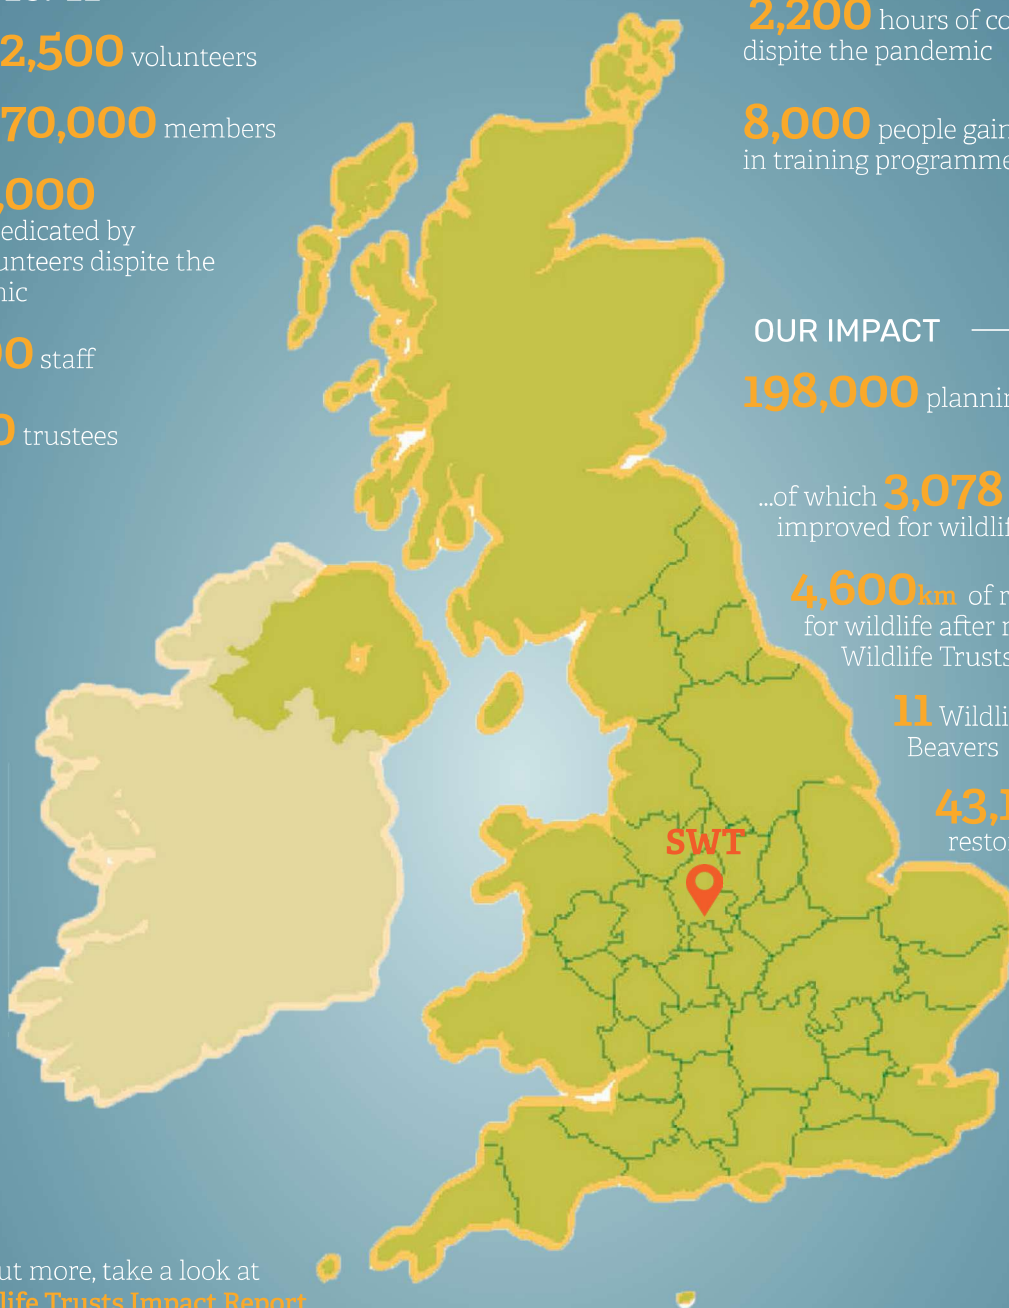 2,500 volunteers
70,000 members
,000
edicated by
unteers dispite the
nic
0 staff
0 trustees
2,200 hours of co
dispite the pandemic
8,000 people gain
in training programme
OUR IMPACT
198,000 plannin
...of which 3,078
improved for wildlif
4,600km of r
for wildlife after r
Wildlife Trusts
11 Wildli
Beavers
43,1
resto
SWT
ut more, take a look at
life Trusts Impact Report